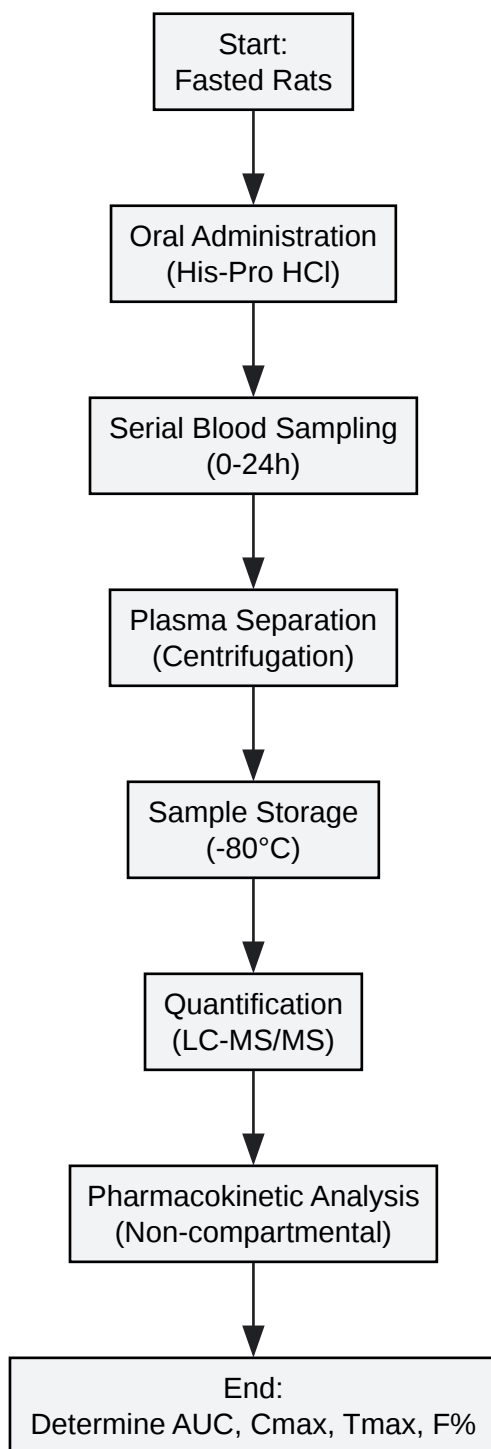 Start:
Fasted Rats
Oral Administration
(His-Pro HCl)
Serial Blood Sampling
(0-24h)
Plasma Separation
(Centrifugation)
Sample Storage
(-80°C)
Quantification
(LC-MS/MS)
Pharmacokinetic Analysis
(Non-compartmental)
End:
Determine AUC, Cmax, Tmax, F%